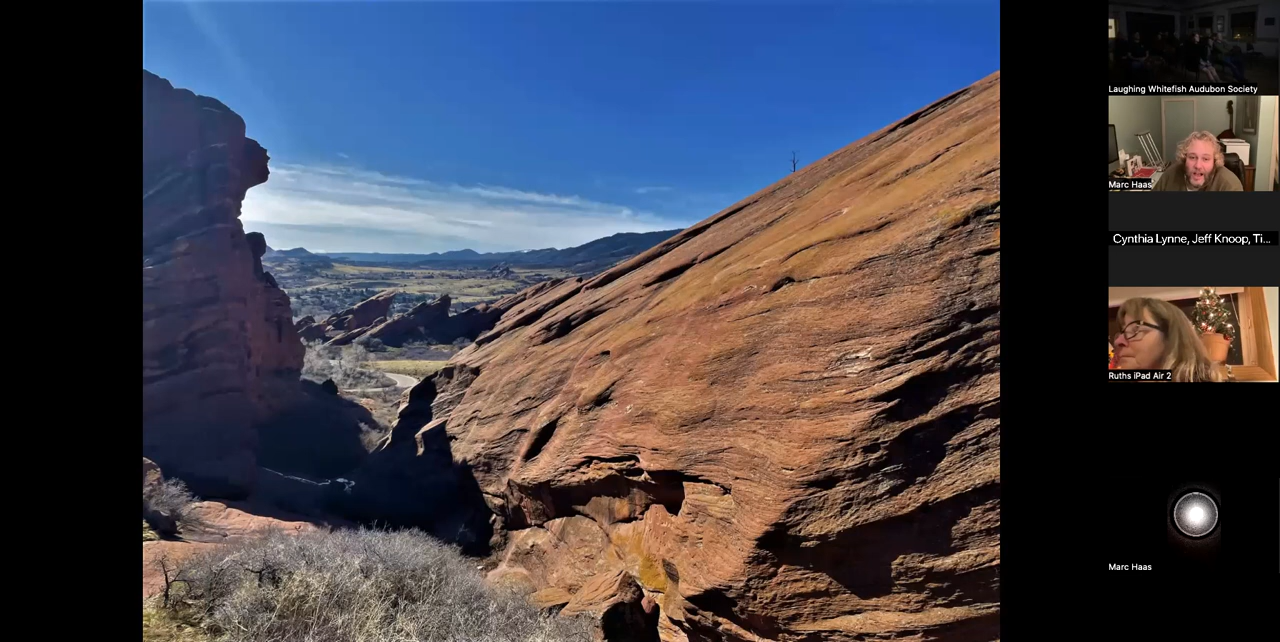 Laughing Whitefish Audubon Society
Marc Haas
Cynthia Lynne, Jeff Knoop, Ti...
Ruths iPad Air 2
Marc Haas